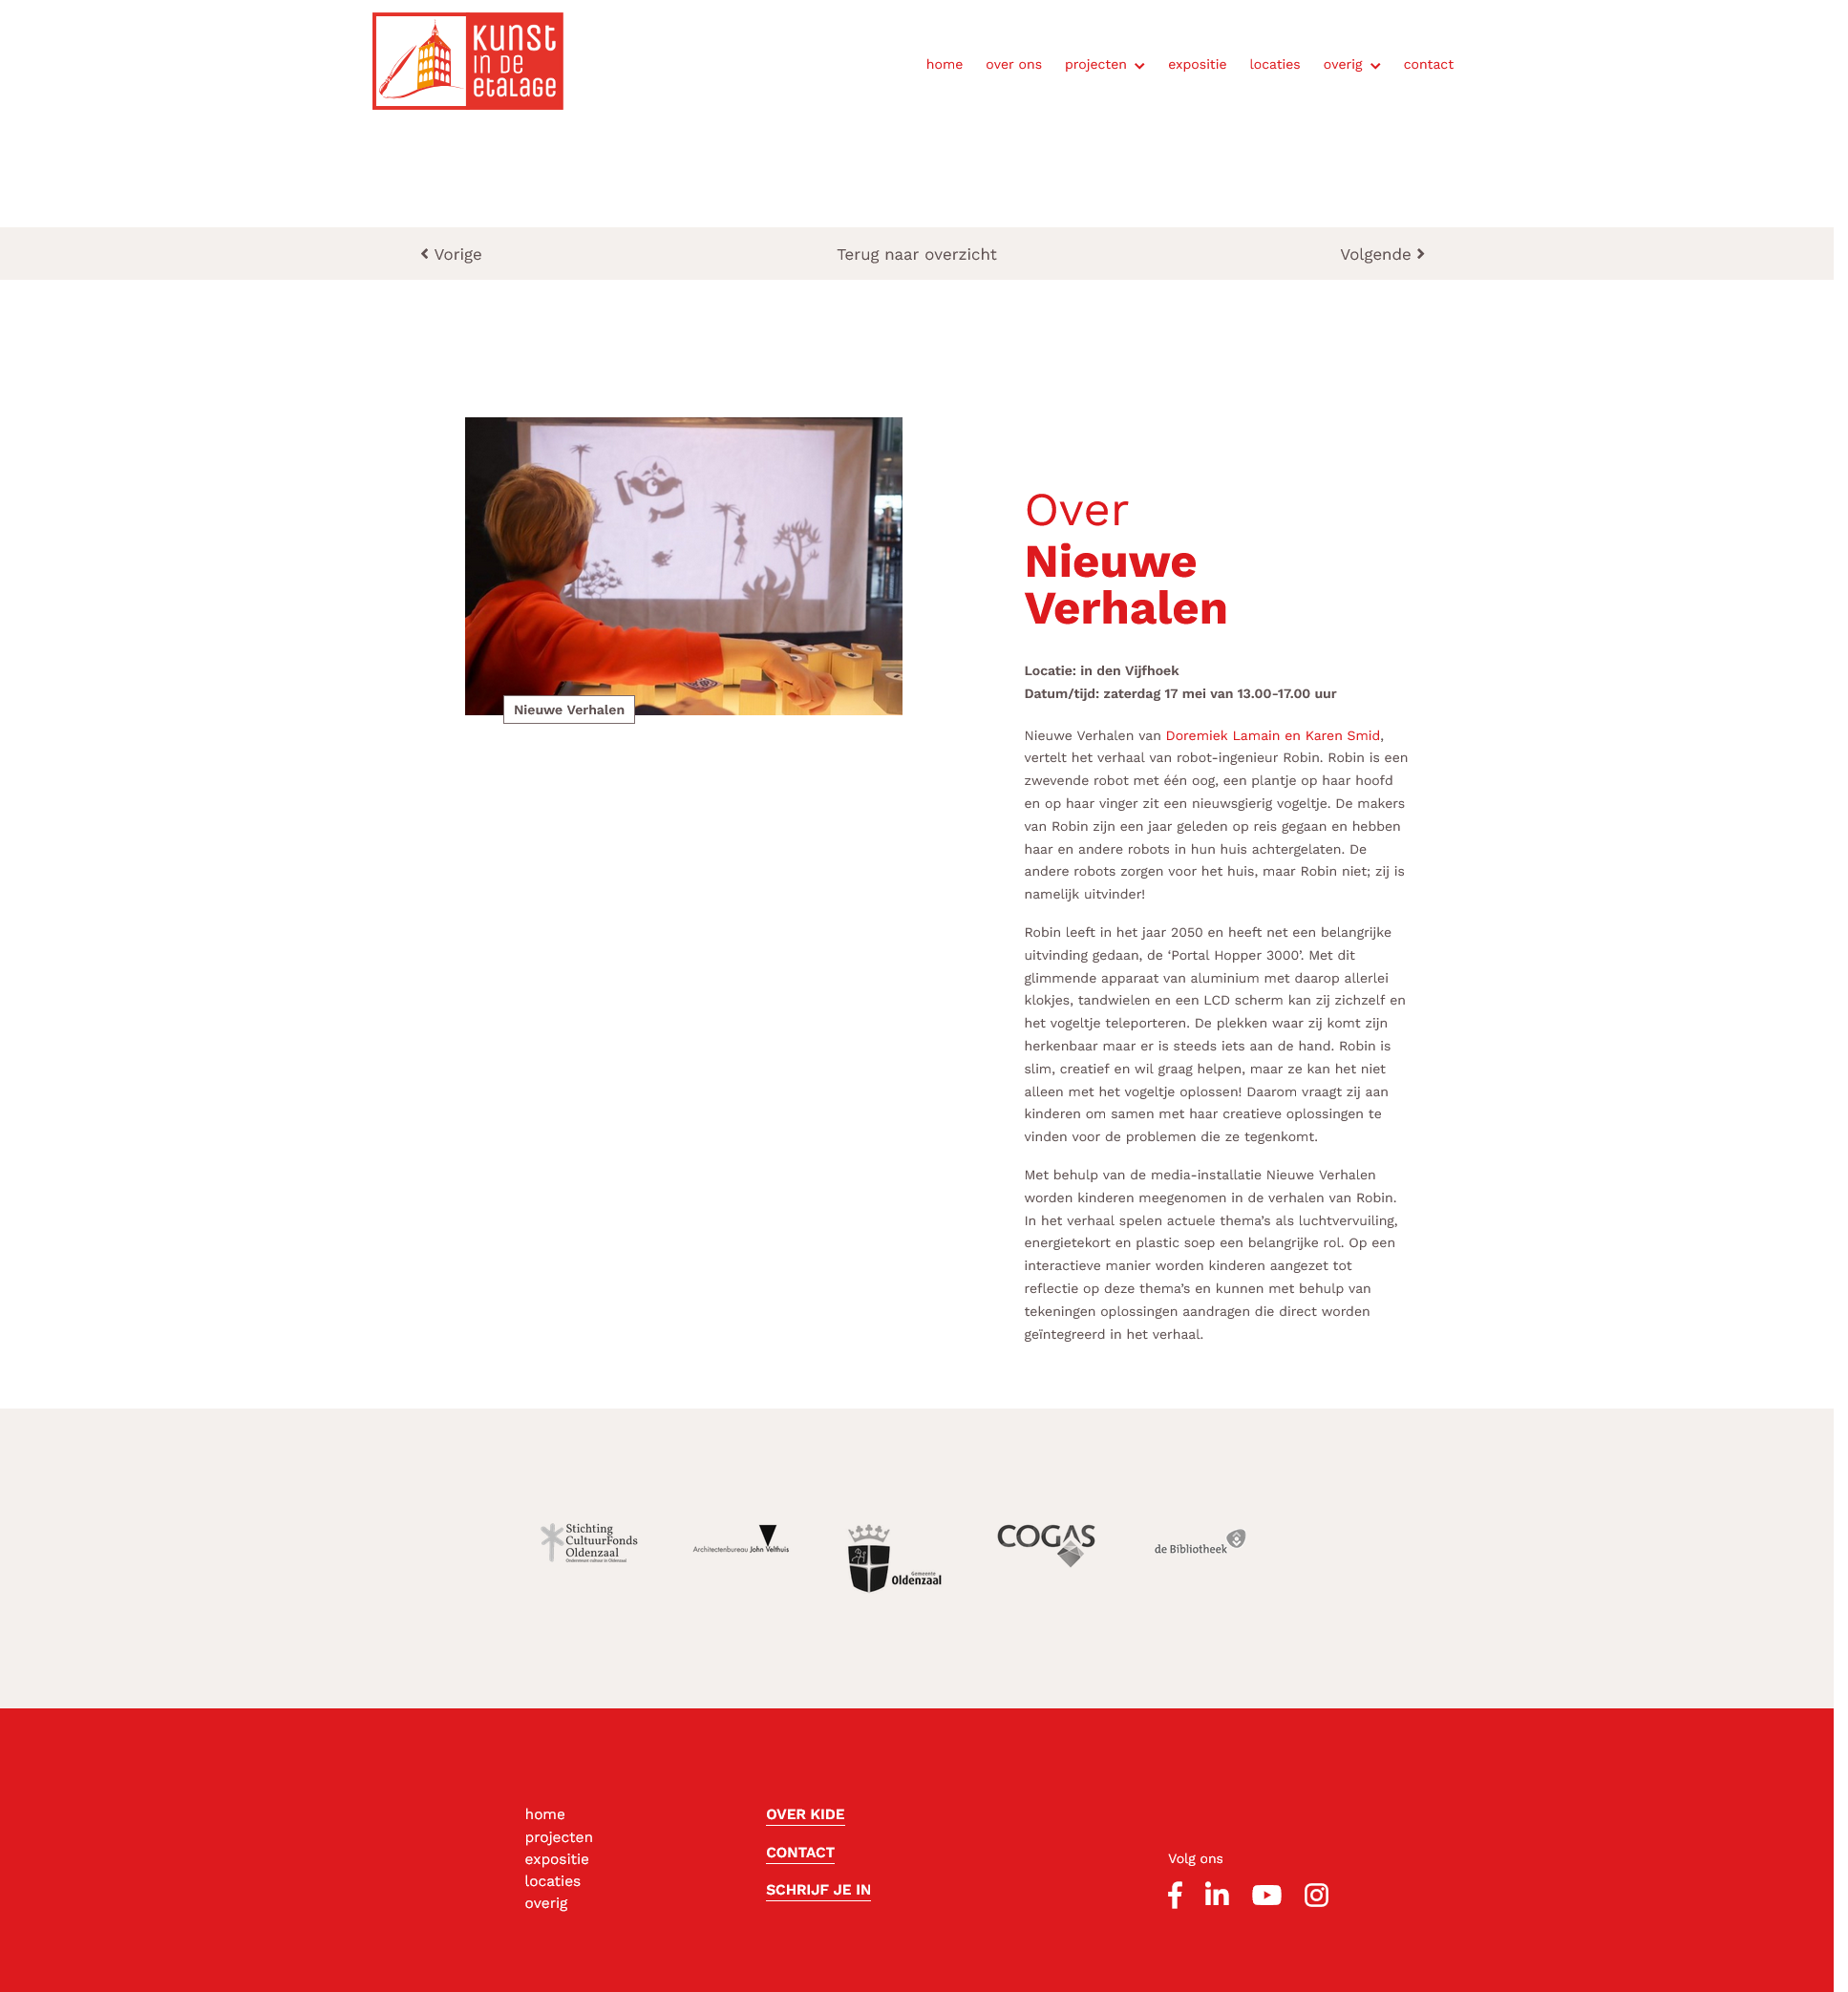 KUNST
IN DE
etalage
home over ons projecten expositie locaties overig contact
Vorige Terug naar overzicht Volgende
Nieuwe Verhalen
Over
Nieuwe
Verhalen
Locatie: in den Vijfhoek
Datum/tijd: zaterdag 17 mei van 13.00-17.00 uur
Nieuwe Verhalen van Doremiek Lamain en Karen Smid,
vertelt het verhaal van robot-ingenieur Robin. Robin is een
zwevende robot met één oog, een plantje op haar hoofd
en op haar vinger zit een nieuwsgierig vogeltje. De makers
van Robin zijn een jaar geleden op reis gegaan en hebben
haar en andere robots in hun huis achtergelaten. De
andere robots zorgen voor het huis, maar Robin niet; zij is
namelijk uitvinder!
Robin leeft in het jaar 2050 en heeft net een belangrijke
uitvinding gedaan, de ‘Portal Hopper 3000’. Met dit
glimmende apparaat van aluminium met daarop allerlei
klokjes, tandwielen en een LCD scherm kan zij zichzelf en
het vogeltje teleporteren. De plekken waar zij komt zijn
herkenbaar maar er is steeds iets aan de hand. Robin is
slim, creatief en wil graag helpen, maar ze kan het niet
alleen met het vogeltje oplossen! Daarom vraagt zij aan
kinderen om samen met haar creatieve oplossingen te
vinden voor de problemen die ze tegenkomt.
Met behulp van de media-installatie Nieuwe Verhalen
worden kinderen meegenomen in de verhalen van Robin.
In het verhaal spelen actuele thema’s als luchtvervuiling,
energietekort en plastic soep een belangrijke rol. Op een
interactieve manier worden kinderen aangezet tot
reflectie op deze thema’s en kunnen met behulp van
tekeningen oplossingen aandragen die direct worden
geïntegreerd in het verhaal.
Stichting
CultuurFonds
Oldenzaal
Ondersteunt cultuur in Oldenzaal
Architectenbureau John Velthuis
Gemeente
Oldenzaal
COGAS
de Bibliotheek
home
projecten
expositie
locaties
overig
OVER KIDE
CONTACT
SCHRIJF JE IN
Volg ons